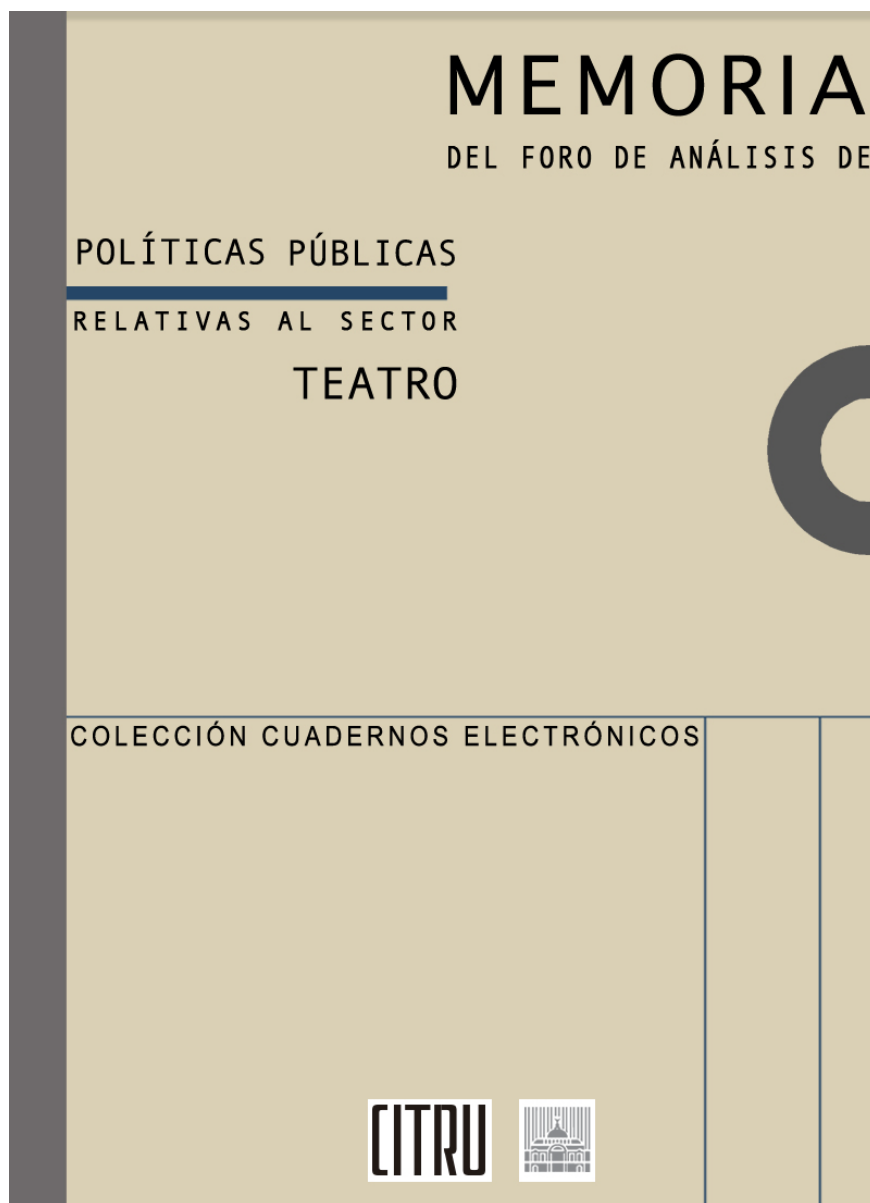 MEMORIA
DEL FORO DE ANÁLISIS DE
POLÍTICAS PÚBLICAS
RELATIVAS AL SECTOR
TEATRO
COLECCIÓN CUADERNOS ELECTRÓNICOS
CITRU